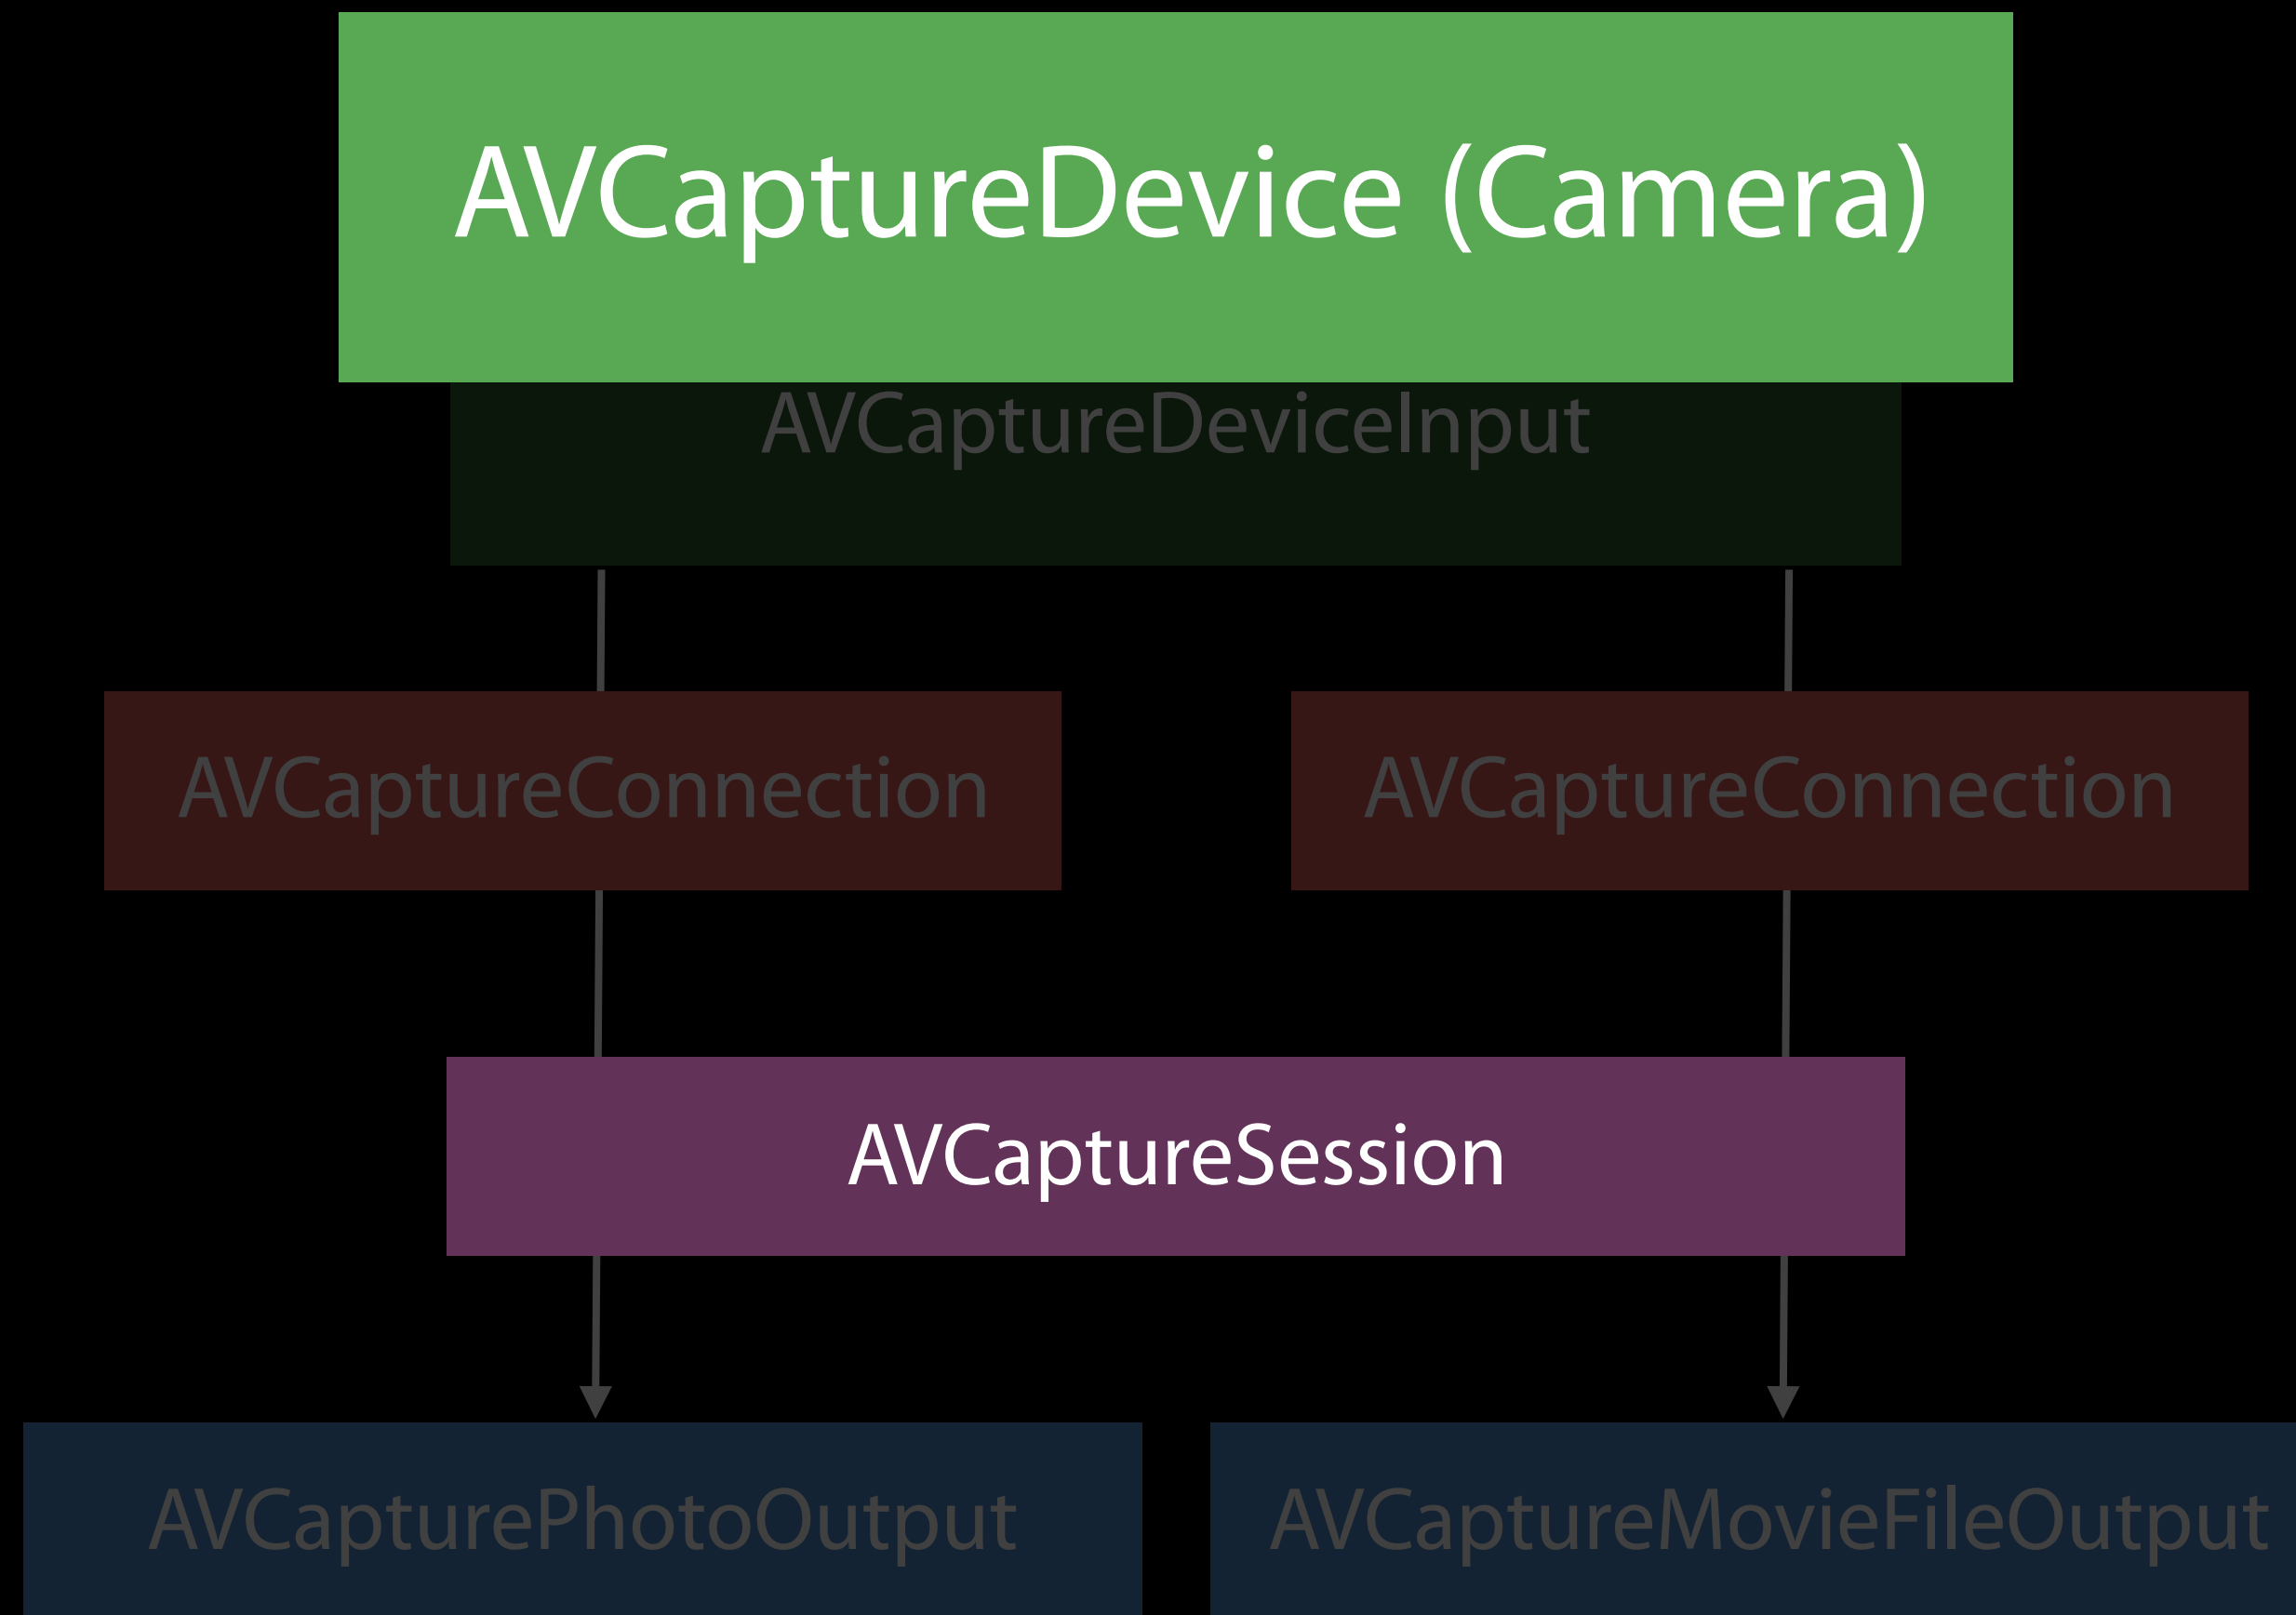 AVCaptureDevice (Camera)
AVCaptureDeviceInput
AVCaptureConnection
AVCaptureConnection
AVCaptureSession
AVCapturePhotoOutput
AVCaptureMovieFileOutput